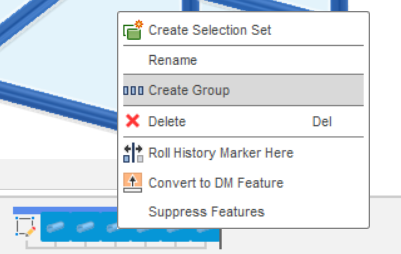 Create Selection Set
Rename
Create Group
Delete Del
Roll History Marker Here
Convert to DM Feature
Suppress Features